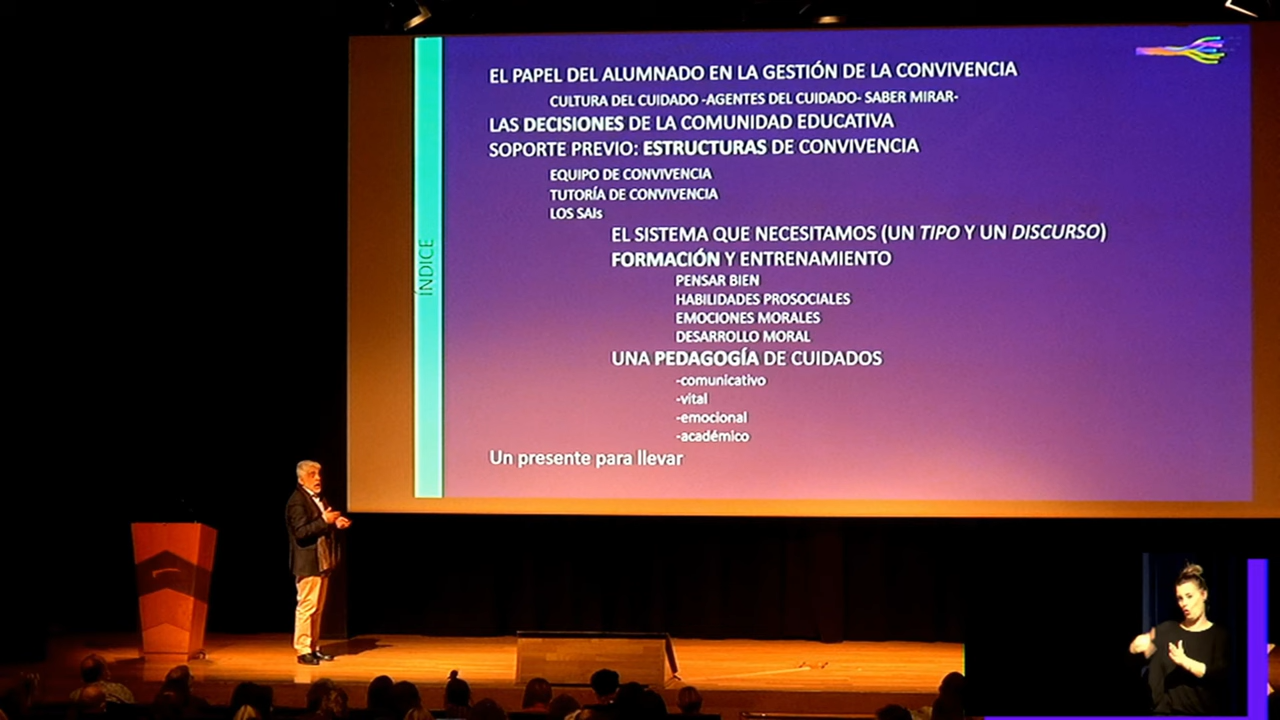 EL PAPEL DEL ALUMNADO EN LA GESTIÓN DE LA CONVIVENCIA
CULTURA DEL CUIDADO -AGENTES DEL CUIDADO- SABER MIRAR-
LAS DECISIONES DE LA COMUNIDAD EDUCATIVA
SOPORTE PREVIO: ESTRUCTURAS DE CONVIVENCIA
EQUIPO DE CONVIVENCIA
TUTORÍA DE CONVIVENCIA
LOS SAIs
EL SISTEMA QUE NECESITAMOS (UN TIPO Y UN DISCURSO)
FORMACIÓN Y ENTRENAMIENTO
PENSAR BIEN
HABILIDADES PROSOCIALES
EMOCIONES MORALES
DESARROLLO MORAL
UNA PEDAGOGÍA DE CUIDADOS
-comunicativo
-vital
-emocional
-académico
Un presente para llevar
ÍNDICE